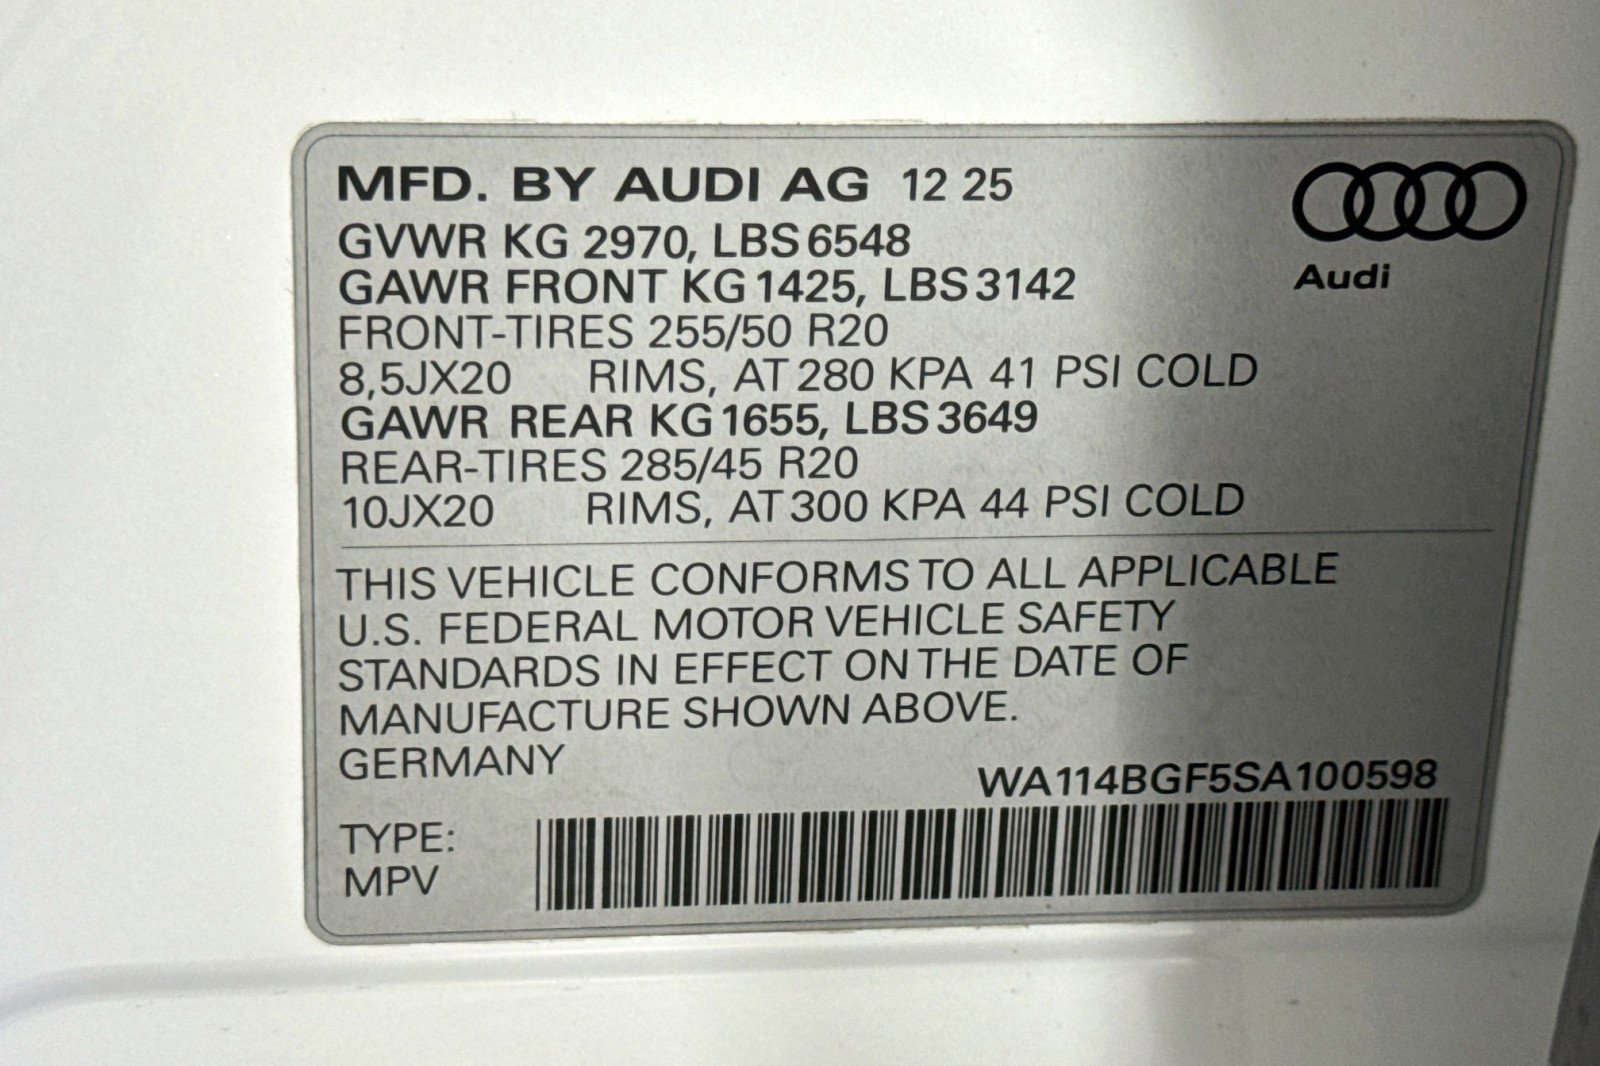 MFD. BY AUDI AG 12 25
GVWR KG 2970, LBS 6548
GAWR FRONT KG 1425, LBS 3142
FRONT-TIRES 255/50 R20
8,5JX20 RIMS, AT 280 KPA 41 PSI COLD
GAWR REAR KG 1655, LBS 3649
REAR-TIRES 285/45 R20
10JX20 RIMS, AT 300 KPA 44 PSI COLD
Audi
THIS VEHICLE CONFORMS TO ALL APPLICABLE
U.S. FEDERAL MOTOR VEHICLE SAFETY
STANDARDS IN EFFECT ON THE DATE OF
MANUFACTURE SHOWN ABOVE.
GERMANY
WA114BGF5SA100598
TYPE:
MPV